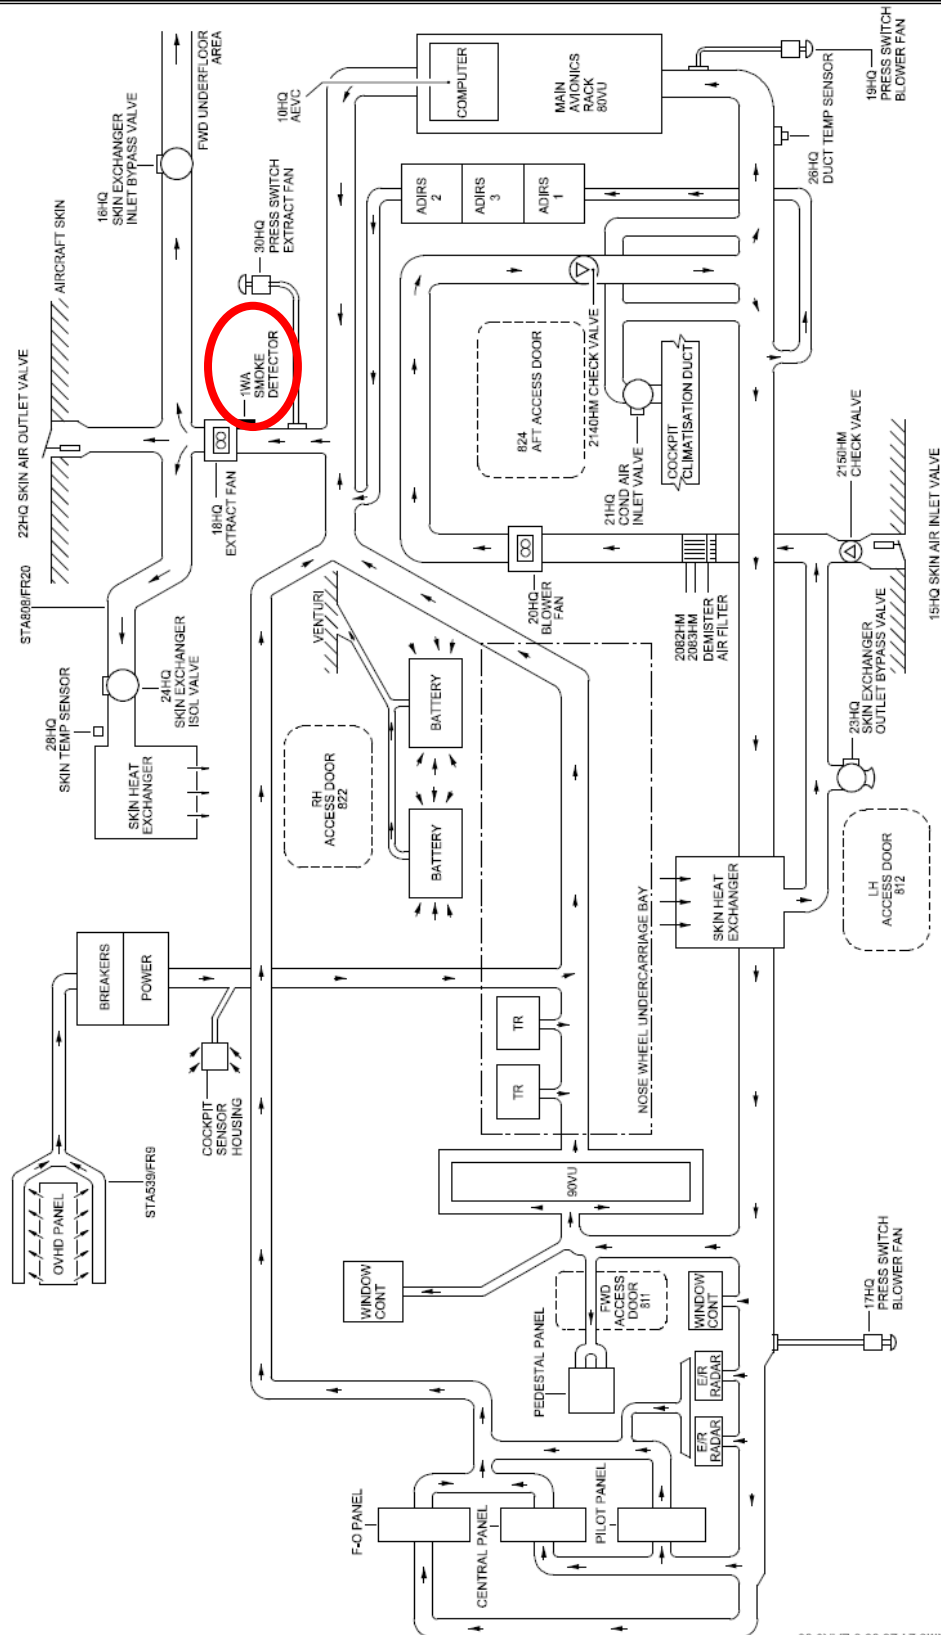 22HQ SKIN AIR OUTLET VALVE
AIRCRAFT SKIN
16HQ
SKIN EXCHANGER
INLET BYPASS VALVE
FWD UNDERFLOOR
AREA
10HQ
AEVC
COMPUTER
MAIN
AVIONICS
RACK
80VU
19HQ
PRESS SWITCH
BLOWER FAN
26HQ
DUCT TEMP SENSOR
30HQ
PRESS SWITCH
EXTRACT FAN
1WA
SMOKE
DETECTOR
18HQ
EXTRACT FAN
ADIRS
2
ADIRS
3
ADIRS
1
824
AFT ACCESS DOOR
2140HM CHECK VALVE
21HQ
COND AIR
INLET VALVE
COCKPIT
CLIMATISATION DUCT
2150HM
CHECK VALVE
15HQ SKIN AIR INLET VALVE
STA808/FR20
28HQ
SKIN TEMP SENSOR
24HQ
SKIN EXCHANGER
ISOL VALVE
SKIN HEAT
EXCHANGER
VENTURI
20HQ
BLOWER
FAN
2082HM
2083HM
DEMISTER
AIR FILTER
RH
ACCESS DOOR
822
BATTERY
BATTERY
23HQ
SKIN EXCHANGER
OUTLET BYPASS VALVE
LH
ACCESS DOOR
812
SKIN HEAT
EXCHANGER
NOSE WHEEL UNDERCARRIAGE BAY
BREAKERS
POWER
COCKPIT
SENSOR
HOUSING
TR
TR
OVHD PANEL
STA539/FR9
90VU
WINDOW
CONT
FWD
ACCESS
DOOR
811
PEDESTAL PANEL
WINDOW
CONT
17HQ
PRESS SWITCH
BLOWER FAN
E/R
RADAR
E/R
RADAR
F-O PANEL
CENTRAL PANEL
PILOT PANEL